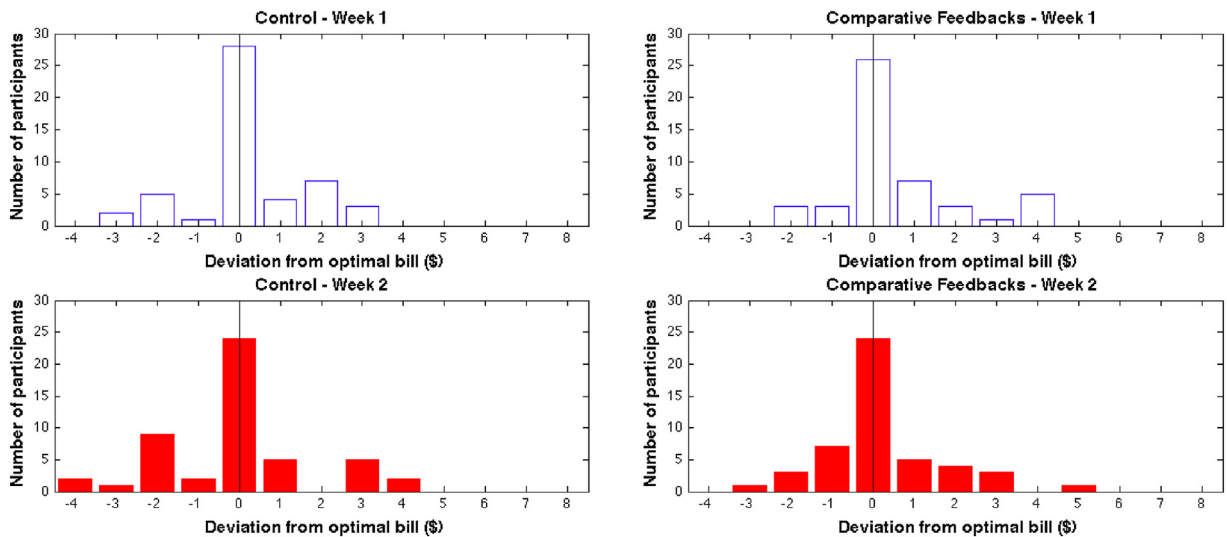 Control - Week 1
Number of participants
30
25
20
15
10
5
0
-4 -3 -2 -1 0 1 2 3 4 5 6 7 8
Deviation from optimal bill ($)
Comparative Feedbacks - Week 1
Number of participants
30
25
20
15
10
5
0
-4 -3 -2 -1 0 1 2 3 4 5 6 7 8
Deviation from optimal bill ($)
Control - Week 2
Number of participants
30
25
20
15
10
5
0
-4 -3 -2 -1 0 1 2 3 4 5 6 7 8
Deviation from optimal bill ($)
Comparative Feedbacks - Week 2
Number of participants
30
25
20
15
10
5
0
-4 -3 -2 -1 0 1 2 3 4 5 6 7 8
Deviation from optimal bill ($)